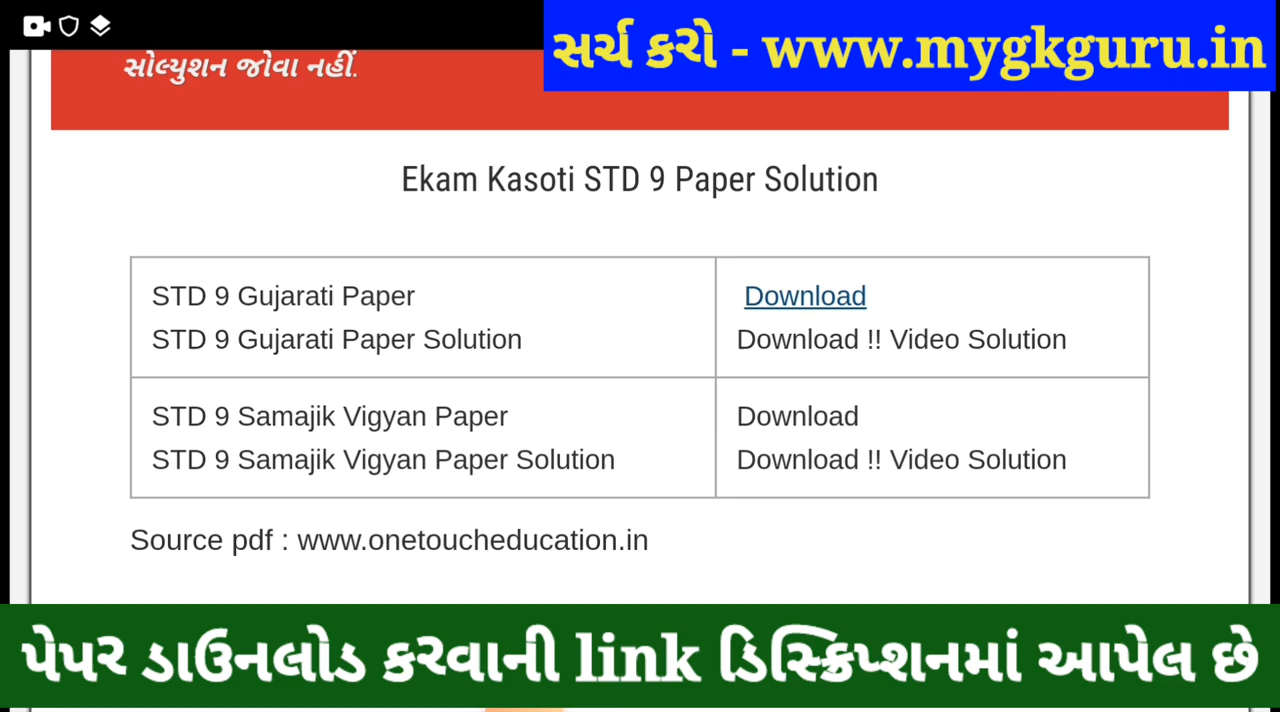 સર્ચ કરો - www.mygkguru.in
સોલ્યુશન જોવા નહીં.
Ekam Kasoti STD 9 Paper Solution
STD 9 Gujarati Paper
Download
STD 9 Gujarati Paper Solution
Download !! Video Solution
STD 9 Samajik Vigyan Paper
Download
STD 9 Samajik Vigyan Paper Solution
Download !! Video Solution
Source pdf : www.onetoucheducation.in
પેપર ડાઉનલોડ કરવાની link ડિસ્ક્રિપ્શનમાં આપેલ છે